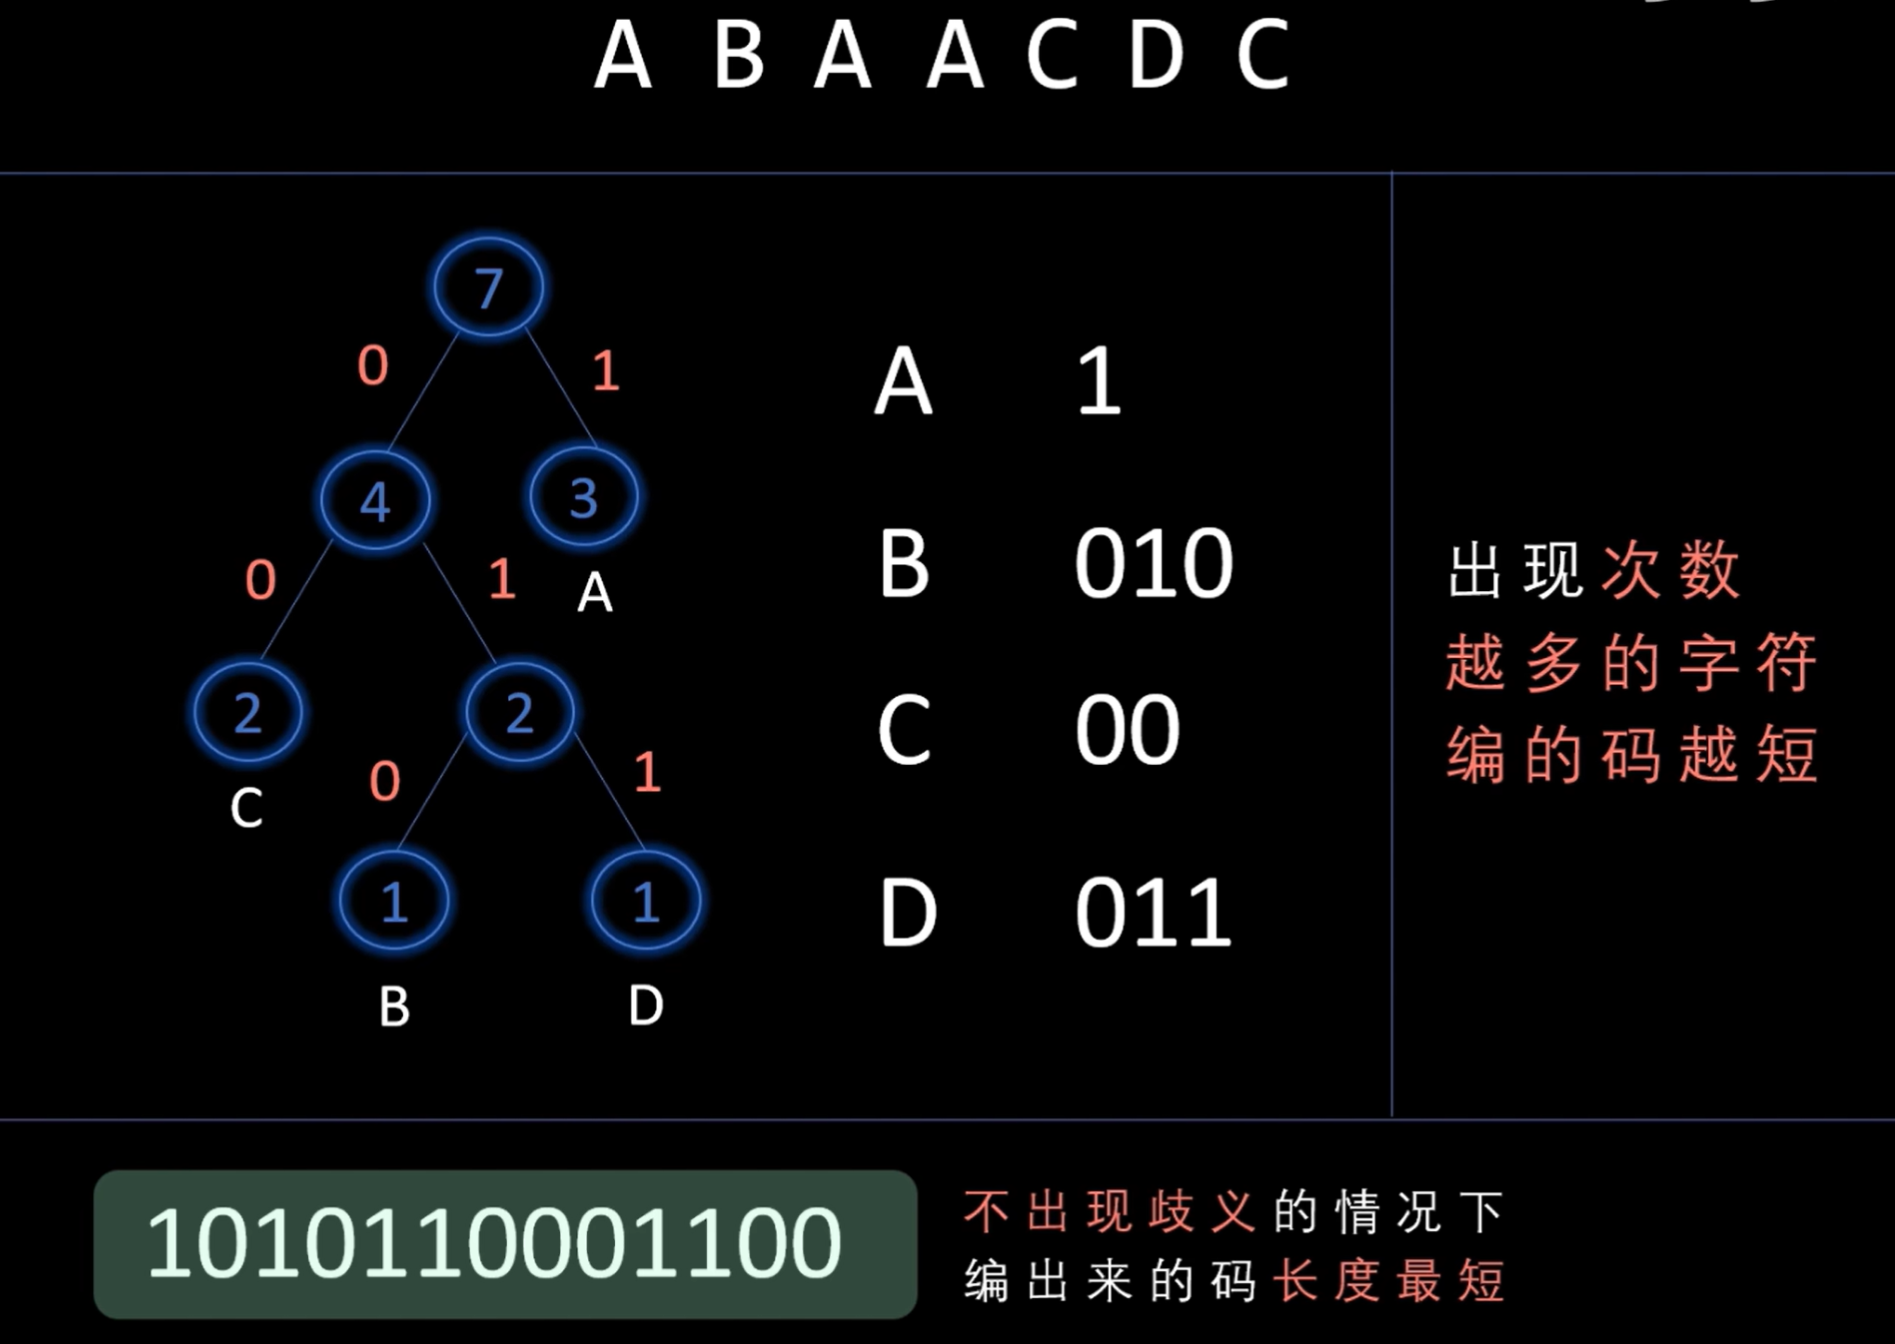 A B A A C D C
7
0 1
4 3
0 1 A
2 2
C 0 1
1 1
B D
A 1
B 010
C 00
D 011
出现次数
越多的字符
编的码越短
1010110001100
不出现歧义的情况下
编出来的码长度最短